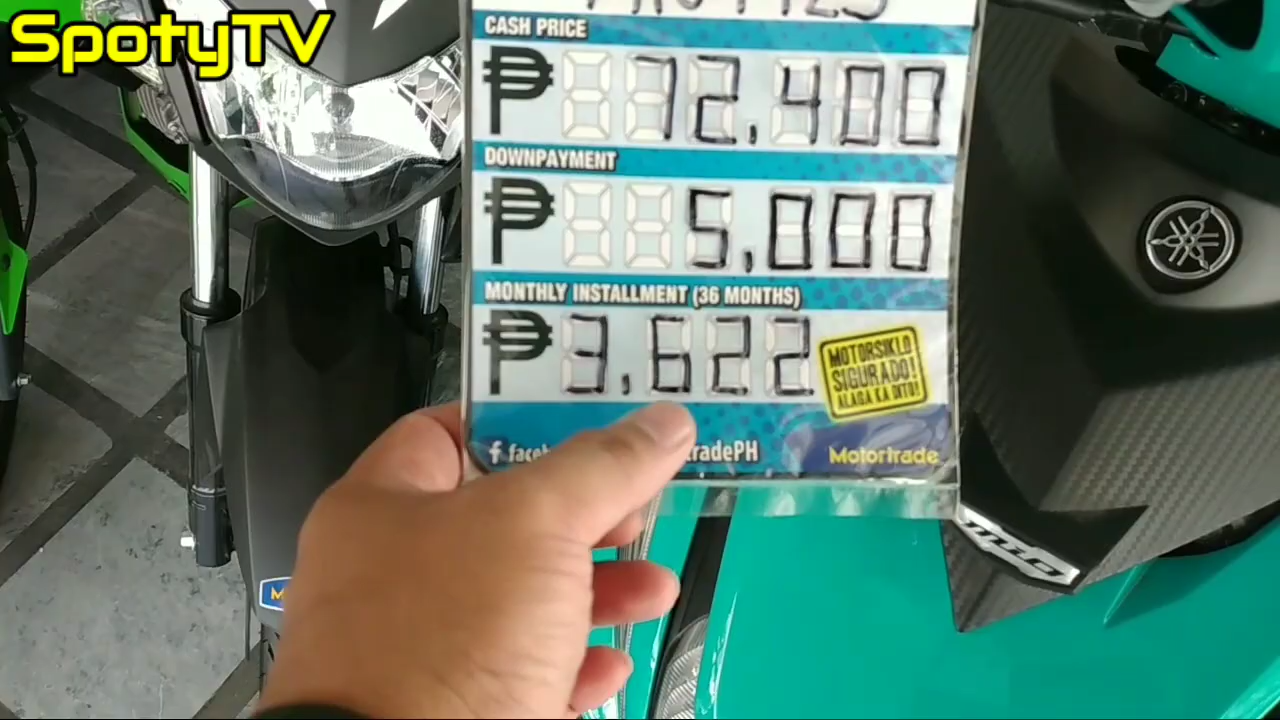 SpotyTV
CASH PRICE
₱ 72,400
DOWNPAYMENT
₱ 5,000
MONTHLY INSTALLMENT (36 MONTHS)
₱ 3,622
MOTORSIKLO
SIGURADO!
ALAGA KA DITO!
Motortrade
mio